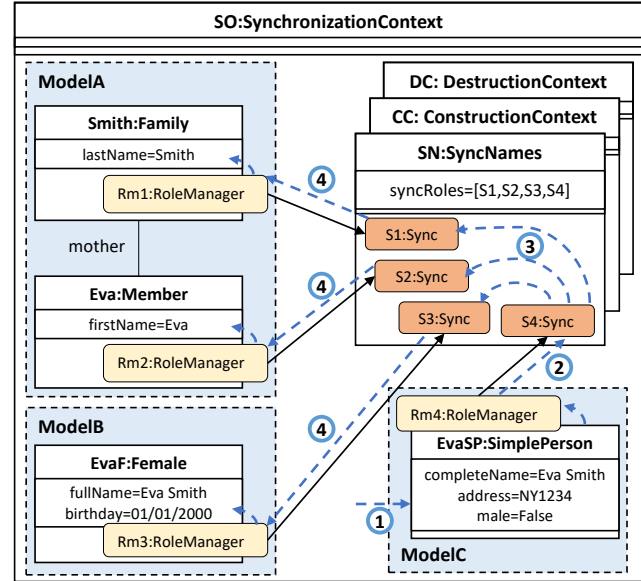 SO:SynchronizationContext
ModelA
Smith:Family
lastName=Smith
Rm1:RoleManager
mother
Eva:Member
firstName=Eva
Rm2:RoleManager
DC: DestructionContext
CC: ConstructionContext
SN:SyncNames
syncRoles=[S1,S2,S3,S4]
S1:Sync
S2:Sync
S3:Sync
S4:Sync
4
3
4
2
4
1
ModelB
EvaF:Female
fullName=Eva Smith
birthday=01/01/2000
Rm3:RoleManager
Rm4:RoleManager
EvaSP:SimplePerson
completeName=Eva Smith
address=NY1234
male=False
ModelC